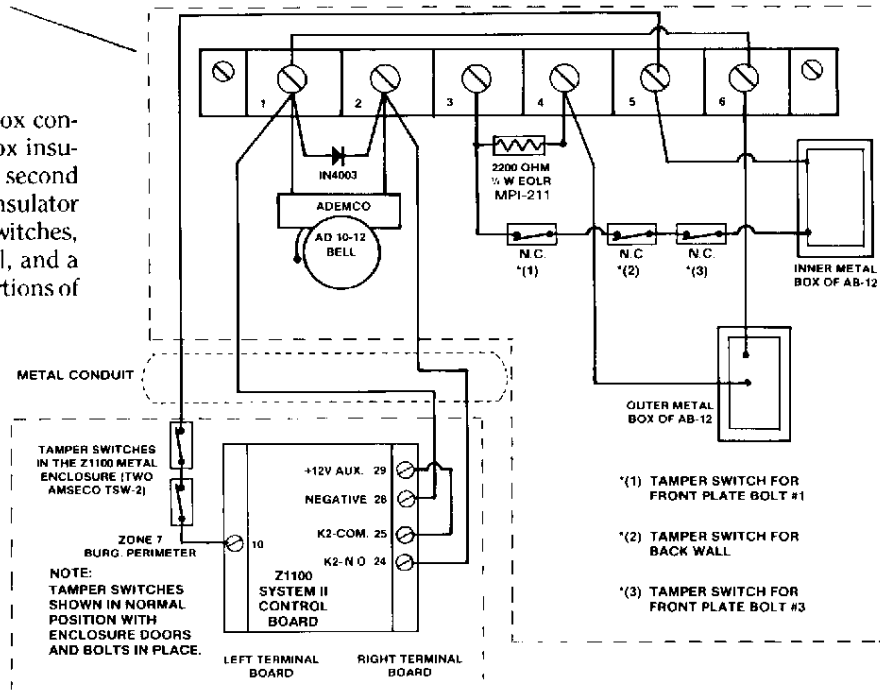 ox con-
ox insu-
second
nsulator
witches,
l, and a
rtions of
1 2 3 4 5 6
IN4003
2200 OHM
½ W EOLR
MPI-211
ADEMCO
AD 10-12
BELL
N.C.
*(1)
N.C
*(2)
N.C.
*(3)
INNER METAL
BOX OF AB-12
METAL CONDUIT
OUTER METAL
BOX OF AB-12
TAMPER SWITCHES
IN THE Z1100 METAL
ENCLOSURE (TWO
AMSECO TSW-2)
ZONE 7
BURG. PERIMETER
10
+12V AUX. 29
NEGATIVE 28
K2-COM. 25
K2-N O 24
Z1100
SYSTEM II
CONTROL
BOARD
NOTE:
TAMPER SWITCHES
SHOWN IN NORMAL
POSITION WITH
ENCLOSURE DOORS
AND BOLTS IN PLACE.
LEFT TERMINAL
BOARD
RIGHT TERMINAL
BOARD
*(1) TAMPER SWITCH FOR
FRONT PLATE BOLT #1
*(2) TAMPER SWITCH FOR
BACK WALL
*(3) TAMPER SWITCH FOR
FRONT PLATE BOLT #3